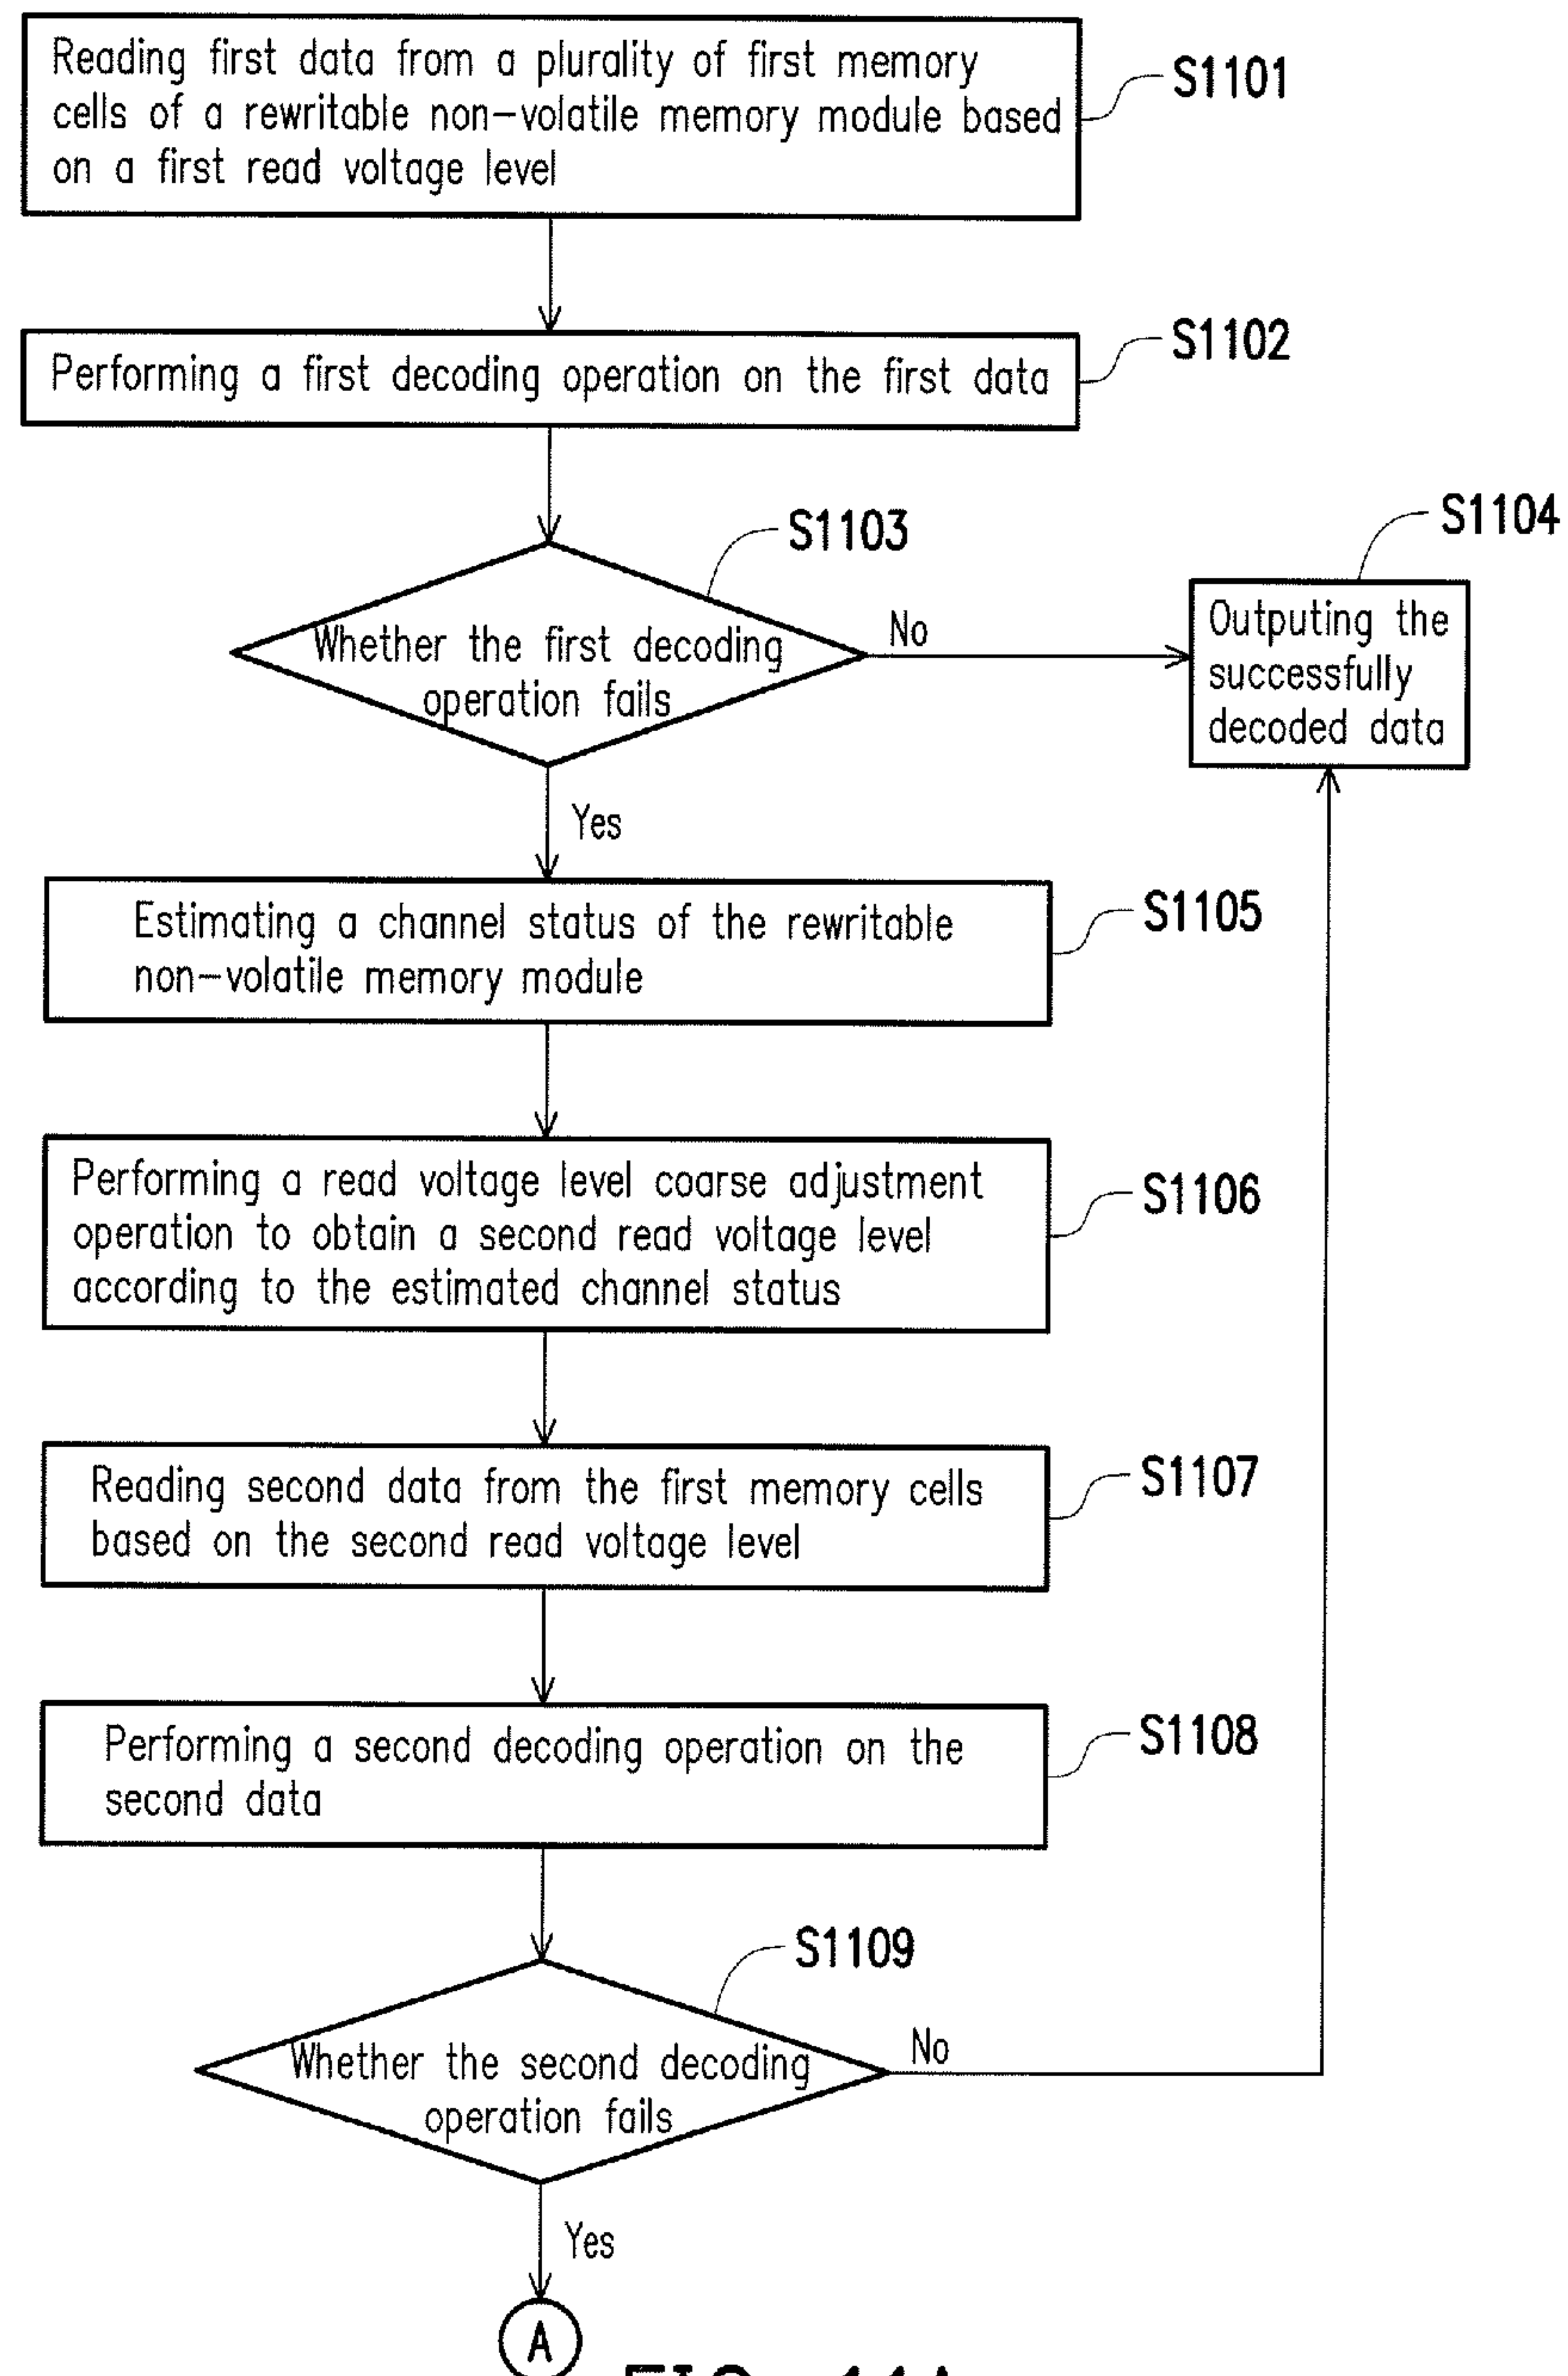 Reading first data from a plurality of first memory
cells of a rewritable non-volatile memory module based
on a first read voltage level
S1101
Performing a first decoding operation on the first data
S1102
S1103
Whether the first decoding
operation fails
No
S1104
Outputing the
successfully
decoded data
Yes
Estimating a channel status of the rewritable
non-volatile memory module
S1105
Performing a read voltage level coarse adjustment
operation to obtain a second read voltage level
according to the estimated channel status
S1106
Reading second data from the first memory cells
based on the second read voltage level
S1107
Performing a second decoding operation on the
second data
S1108
S1109
Whether the second decoding
operation fails
No
Yes
A